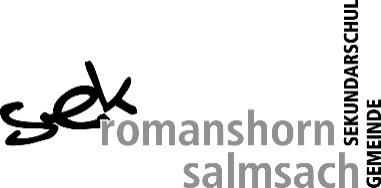 sek
romanshorn
salmsach
SEKUNDARSCHUL
GEMEINDE